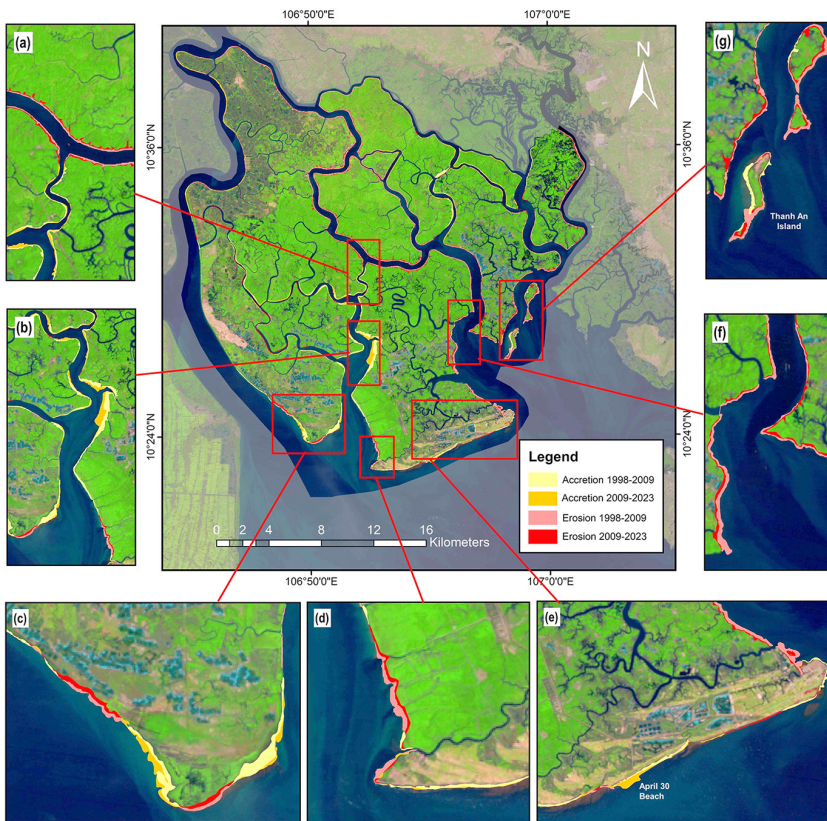 106°50'0"E
107°0'0"E
(a)
(g)
N
10°36'0"N
10°36'0"N
Thanh An
Island
(b)
(f)
10°24'0"N
10°24'0"N
Legend
Accretion 1998-2009
Accretion 2009-2023
Erosion 1998-2009
Erosion 2009-2023
0 2 4 8 12 16
Kilometers
106°50'0"E
107°0'0"E
(c)
(d)
(e)
April 30
Beach